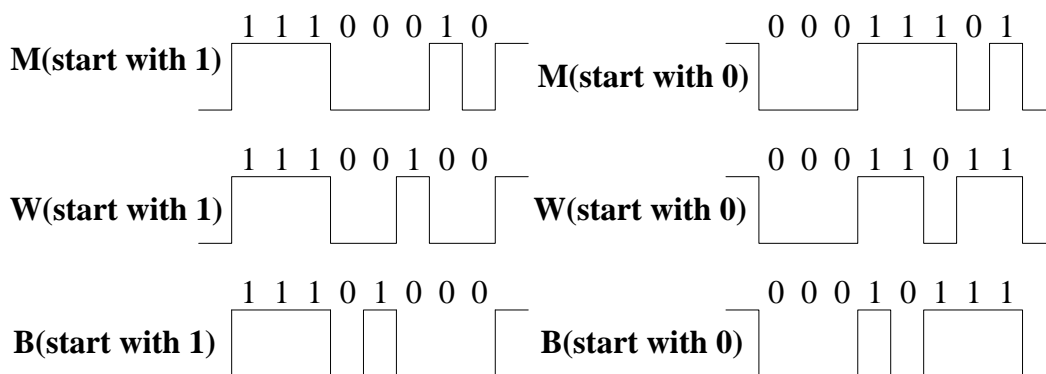 1 1 1 0 0 0 1 0 0 0 0 1 1 1 0 1
M(start with 1) M(start with 0)
1 1 1 0 0 1 0 0 0 0 0 1 1 0 1 1
W(start with 1) W(start with 0)
1 1 1 0 1 0 0 0 0 0 0 1 0 1 1 1
B(start with 1) B(start with 0)